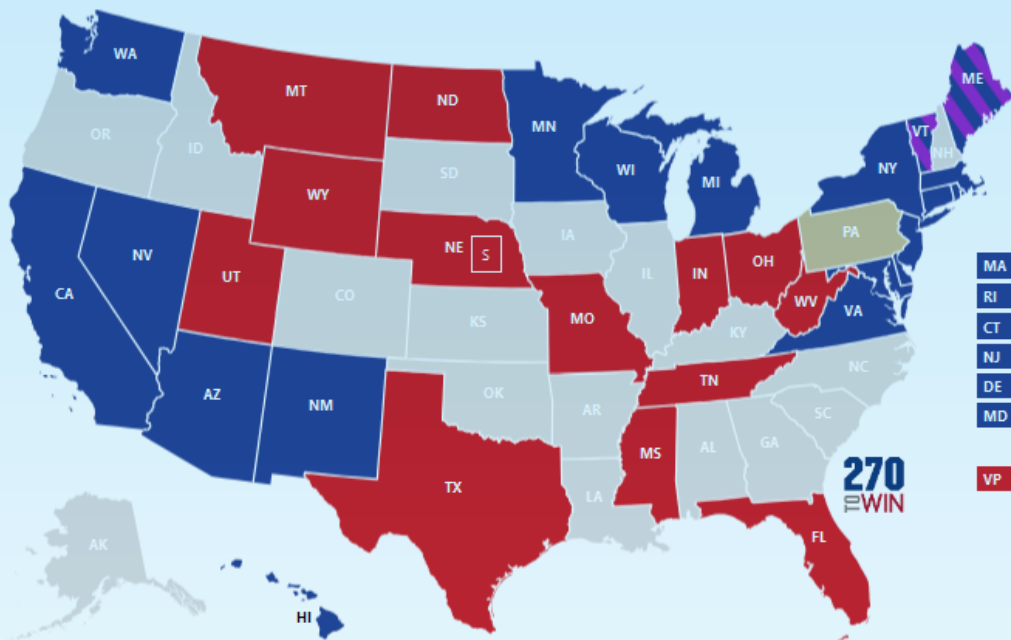 WA
MT
ND
MN
ME
VT
NH
OR
ID
WY
SD
WI
MI
NY
NV
UT
NE
S
IA
PA
CA
CO
KS
IL
IN
OH
WV
VA
MO
KY
MA
RI
CT
NJ
DE
MD
AZ
NM
OK
AR
TN
NC
SC
TX
LA
MS
AL
GA
270
TO WIN
VP
FL
AK
HI